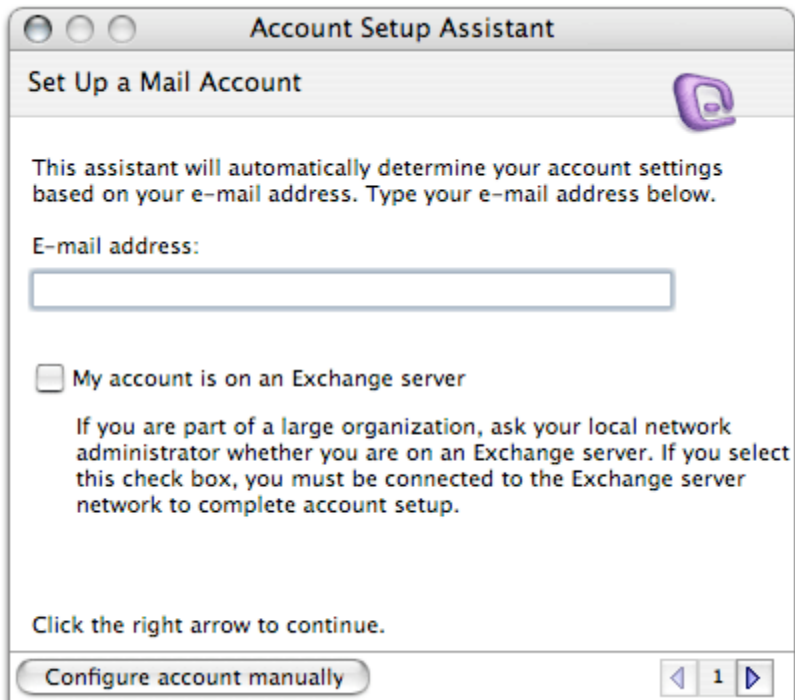 Account Setup Assistant
Set Up a Mail Account
This assistant will automatically determine your account settings
based on your e-mail address. Type your e-mail address below.
E-mail address:
My account is on an Exchange server
If you are part of a large organization, ask your local network
administrator whether you are on an Exchange server. If you select
this check box, you must be connected to the Exchange server
network to complete account setup.
Click the right arrow to continue.
Configure account manually
1